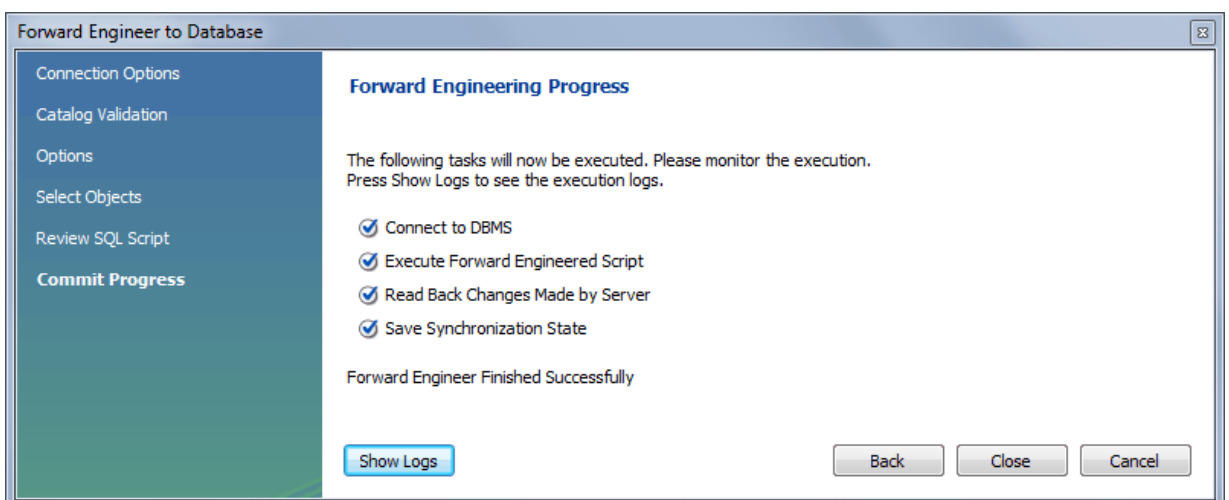 Forward Engineer to Database
Connection Options
Catalog Validation
Options
Select Objects
Review SQL Script
Commit Progress
Forward Engineering Progress
The following tasks will now be executed. Please monitor the execution.
Press Show Logs to see the execution logs.
Connect to DBMS
Execute Forward Engineered Script
Read Back Changes Made by Server
Save Synchronization State
Forward Engineer Finished Successfully
Show Logs
Back
Close
Cancel